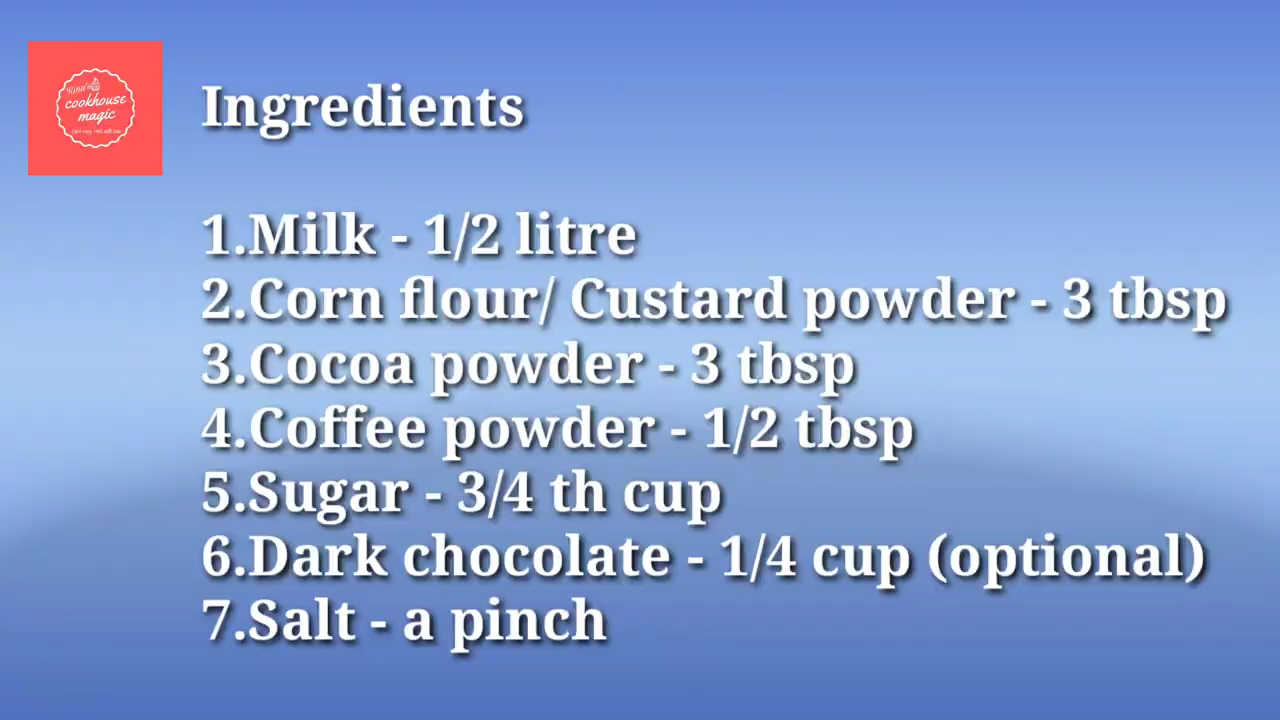 cookhouse
magic
Ingredients
1.Milk - 1/2 litre
2.Corn flour/ Custard powder - 3 tbsp
3.Cocoa powder - 3 tbsp
4.Coffee powder - 1/2 tbsp
5.Sugar - 3/4 th cup
6.Dark chocolate - 1/4 cup (optional)
7.Salt - a pinch